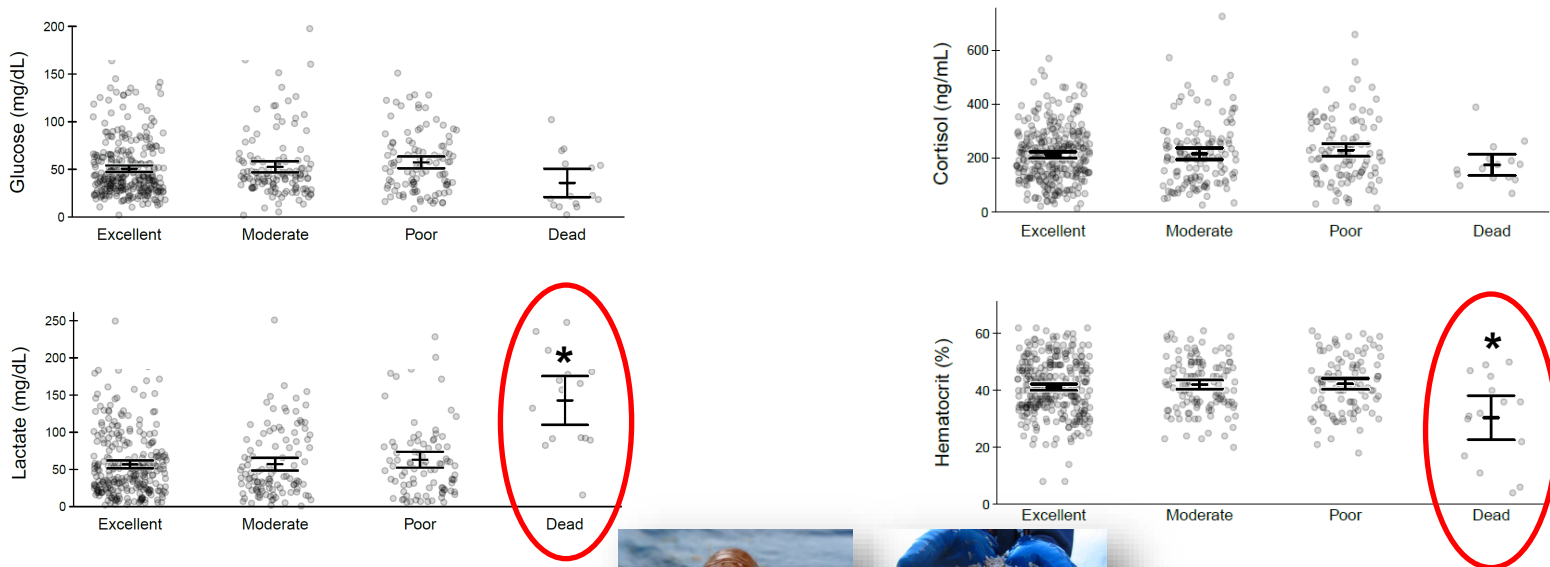 Glucose (mg/dL)
200
150
100
50
0
Excellent Moderate Poor Dead
Cortisol (ng/mL)
600
400
200
0
Excellent Moderate Poor Dead
Lactate (mg/dL)
250
200
150
100
50
0
*
Excellent Moderate Poor Dead
Hematocrit (%)
60
40
20
0
*
Excellent Moderate Poor Dead